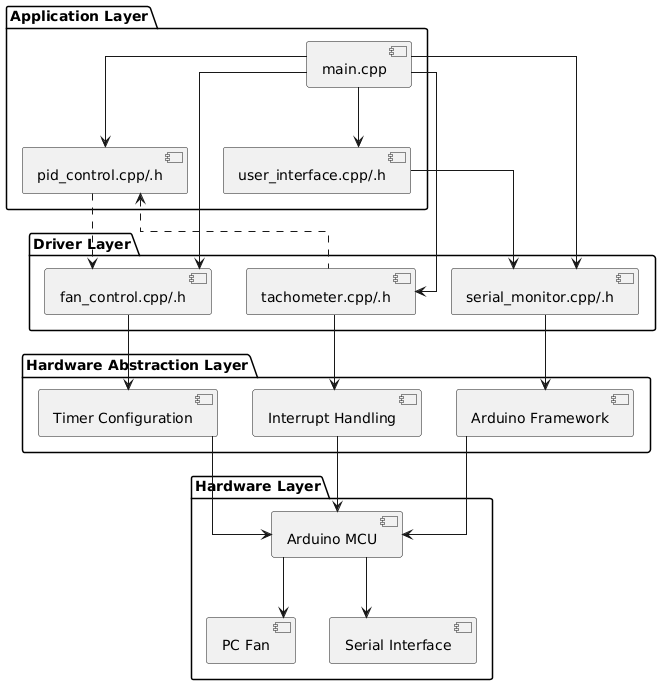 Application Layer
main.cpp
pid_control.cpp/.h
user_interface.cpp/.h
Driver Layer
fan_control.cpp/.h
tachometer.cpp/.h
serial_monitor.cpp/.h
Hardware Abstraction Layer
Timer Configuration
Interrupt Handling
Arduino Framework
Hardware Layer
Arduino MCU
PC Fan
Serial Interface